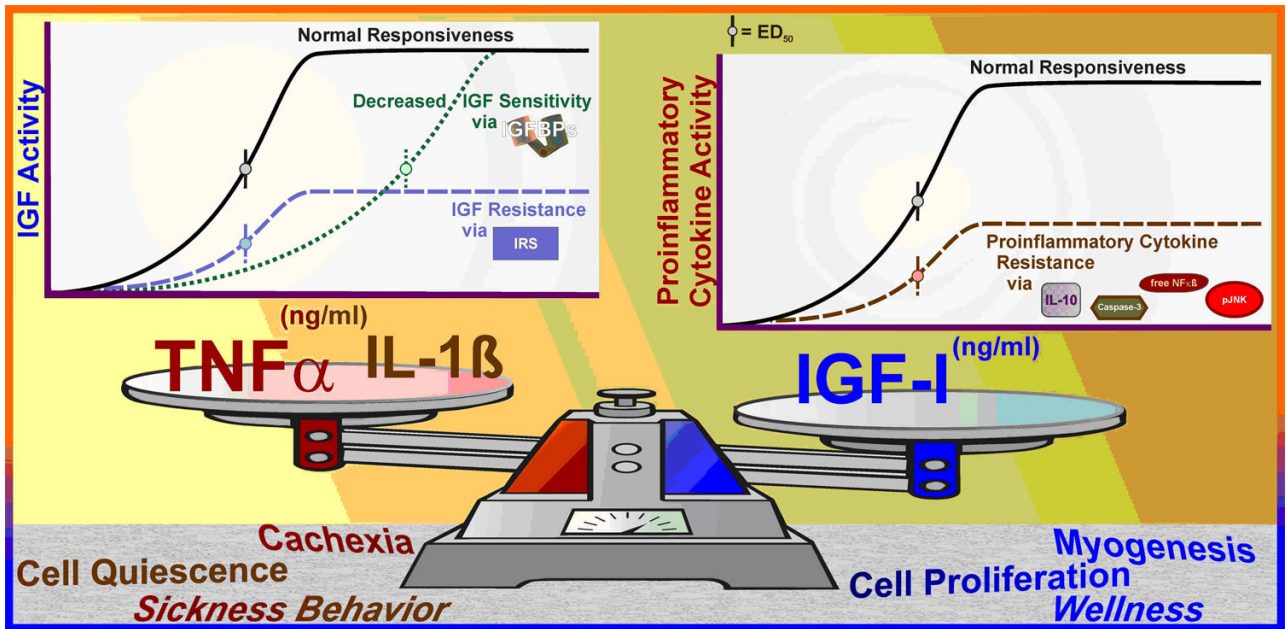 Normal Responsiveness
IGF Activity
Decreased IGF Sensitivity
via
IGFBPs
IGF Resistance
via
IRS
(ng/ml)
= ED50
Normal Responsiveness
Proinflammatory
Cytokine Activity
Proinflammatory Cytokine
Resistance
via
IL-10
Caspase-3
free NFκß
pJNK
(ng/ml)
TNFα
IL-1ß
IGF-I
Cachexia
Cell Quiescence
Sickness Behavior
Myogenesis
Cell Proliferation
Wellness